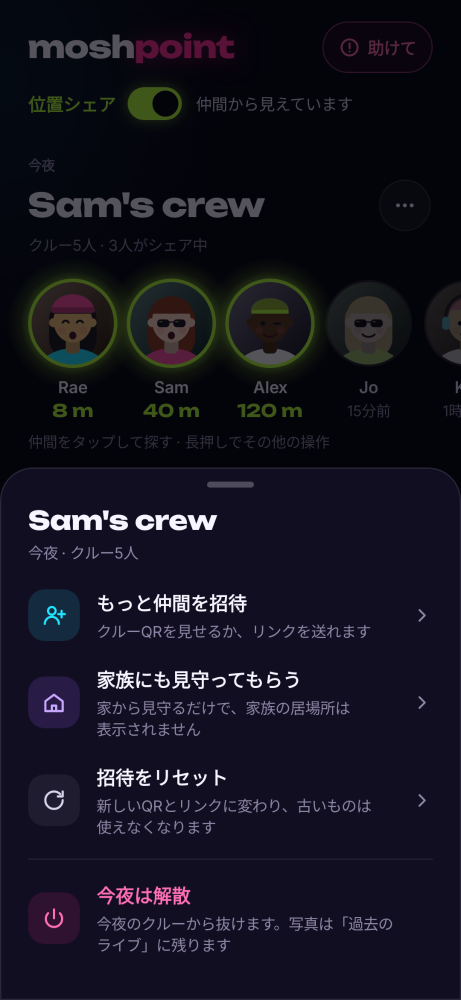 moshpoint
助けて
位置シェア
仲間から見えています
今夜
Sam's crew
クルー5人 · 3人がシェア中
Rae
Sam
Alex
Jo
8 m
40 m
120 m
15分前
仲間をタップして探す · 長押しでその他の操作
Sam's crew
今夜 · クルー5人
もっと仲間を招待
クルーQRを見せるか、リンクを送れます
家族にも見守ってもらう
家から見守るだけで、家族の居場所は
表示されません
招待をリセット
新しいQRとリンクに変わり、古いものは
使えなくなります
今夜は解散
今夜のクルーから抜けます。写真は「過去の
ライブ」に残ります